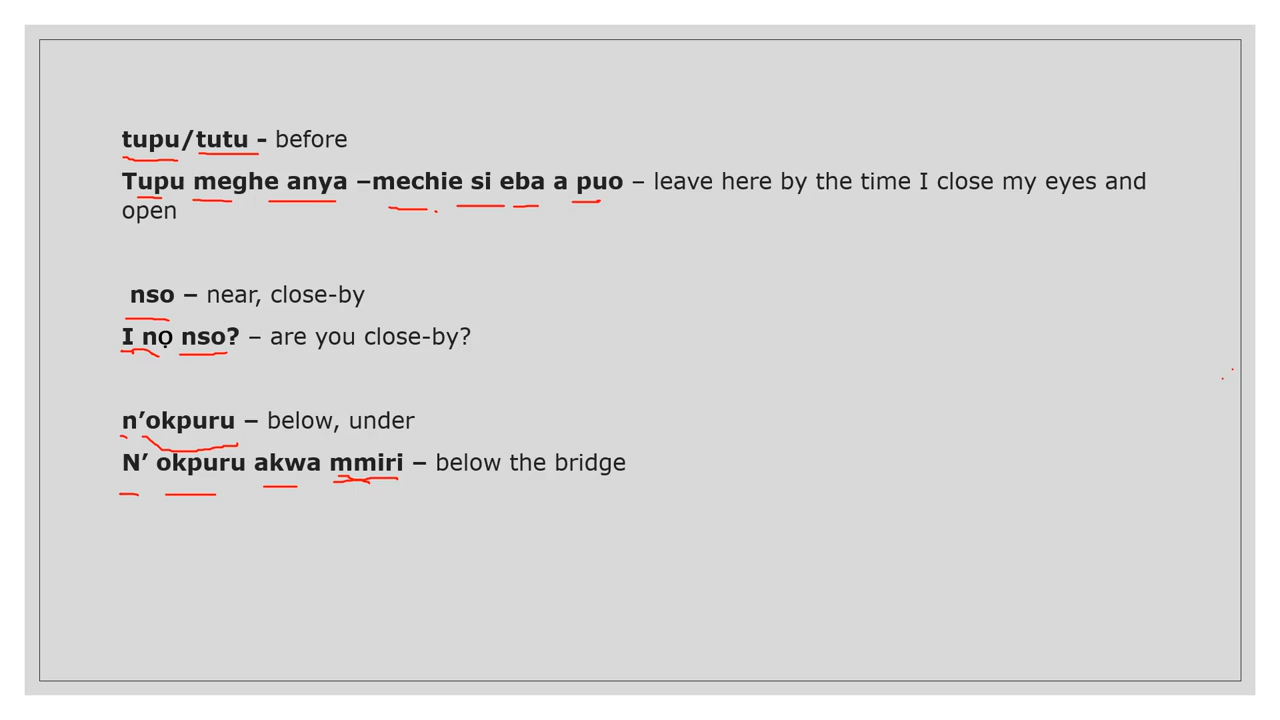 tupu/tutu - before
Tupu meghe anya –mechie si eba a puo – leave here by the time I close my eyes and
open
nso – near, close-by
I nọ nso? – are you close-by?
n’okpuru – below, under
N’ okpuru akwa mmiri – below the bridge